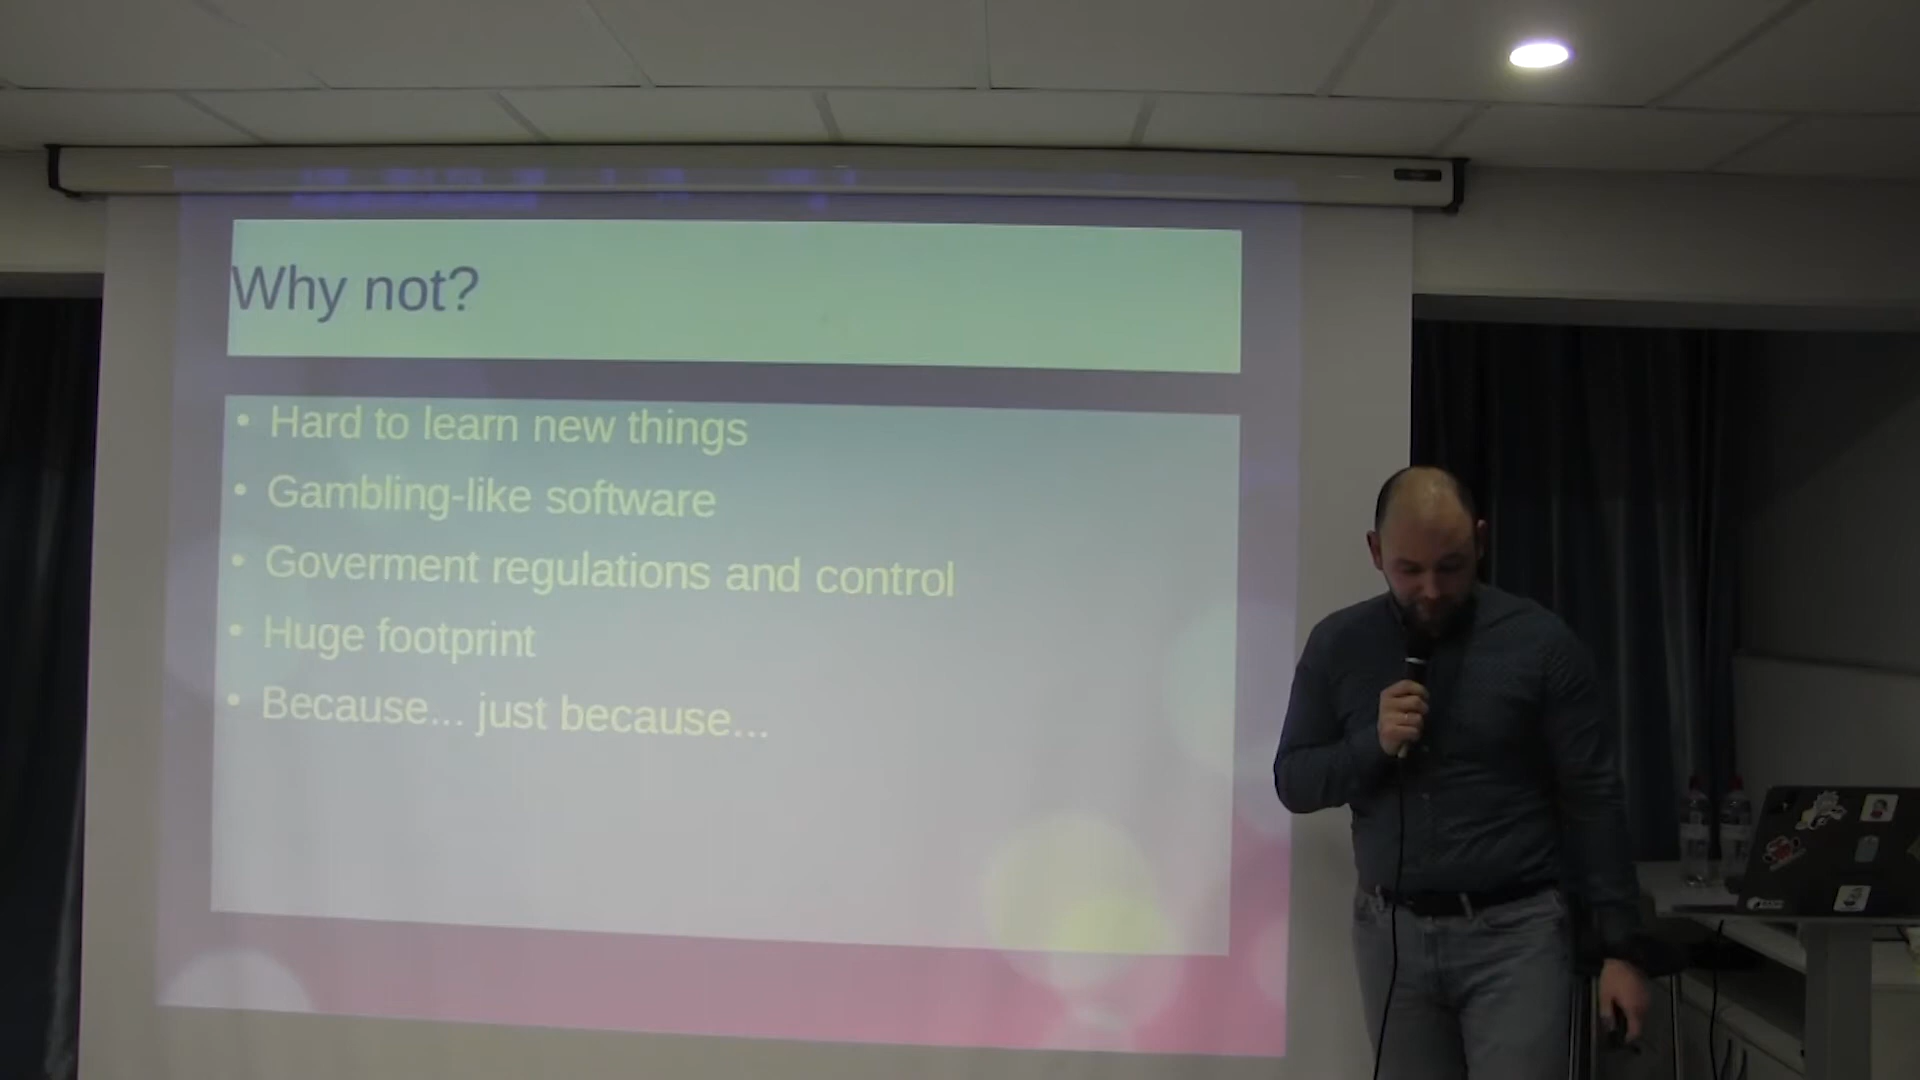 Why not?
• Hard to learn new things
• Gambling-like software
• Goverment regulations and control
• Huge footprint
• Because... just because...